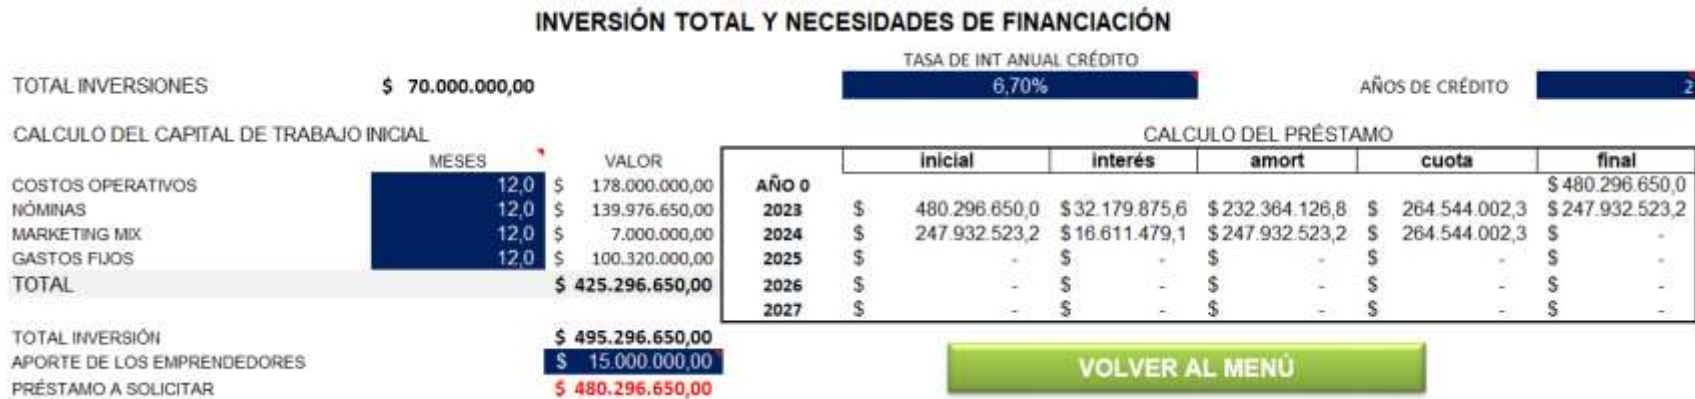 INVERSIÓN TOTAL Y NECESIDADES DE FINANCIACIÓN
TASA DE INT ANUAL CRÉDITO
TOTAL INVERSIONES $ 70.000.000,00 6,70% AÑOS DE CRÉDITO 2
CALCULO DEL CAPITAL DE TRABAJO INICIAL CALCULO DEL PRÉSTAMO
MESES VALOR inicial interés amort cuota final
COSTOS OPERATIVOS 12,0 $ 178.000.000,00 AÑO 0 $ 480.296.650,0
NÓMINAS 12,0 $ 139.976.650,00 2023 $ 480.296.650,0 $ 32.179.875,6 $ 232.364.126,8 $ 264.544.002,3 $ 247.932.523,2
MARKETING MIX 12,0 $ 7.000.000,00 2024 $ 247.932.523,2 $ 16.611.479,1 $ 247.932.523,2 $ 264.544.002,3 $ -
GASTOS FIJOS 12,0 $ 100.320.000,00 2025 $ - $ - $ - $ - $ -
TOTAL $ 425.296.650,00 2026 $ - $ - $ - $ - $ -
2027 $ - $ - $ - $ - $ -
TOTAL INVERSIÓN $ 495.296.650,00
APORTE DE LOS EMPRENDEDORES $ 15.000.000,00
PRÉSTAMO A SOLICITAR $ 480.296.650,00
VOLVER AL MENÚ